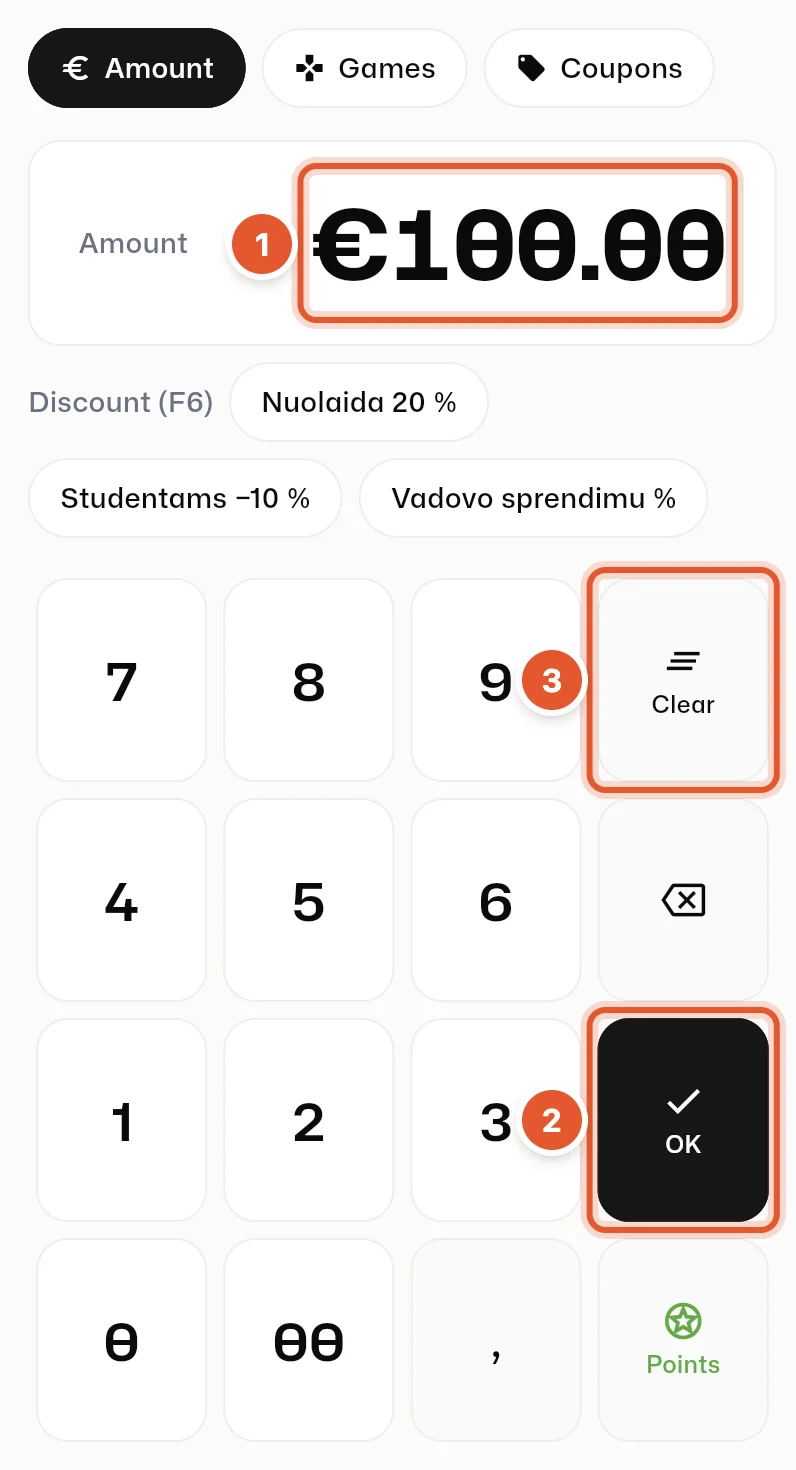 € Amount Games Coupons
Amount 1 €100.00
Discount (F6) Nuolaida 20 %
Studentams −10 % Vadovo sprendimu %
7 8 9 3 Clear
4 5 6
1 2 3 2 OK
0 00 , Points